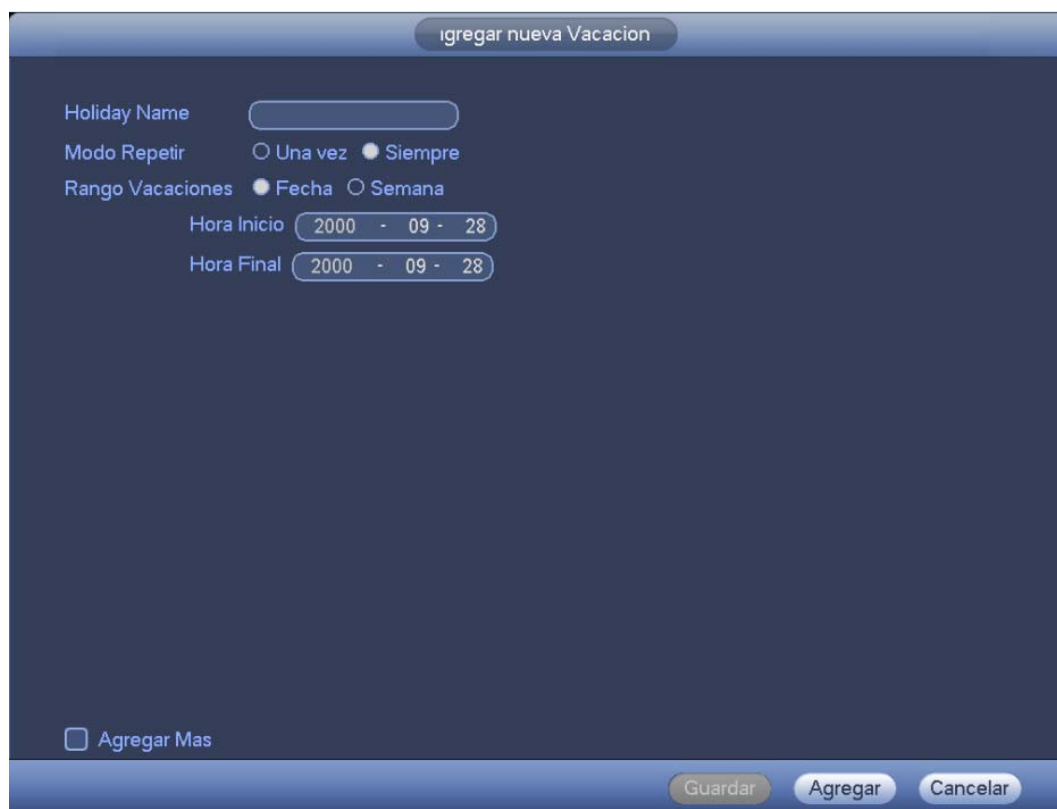 ıgregar nueva Vacacion
Holiday Name
Modo Repetir Una vez Siempre
Rango Vacaciones Fecha Semana
Hora Inicio 2000 - 09 - 28
Hora Final 2000 - 09 - 28
Agregar Mas
Guardar Agregar Cancelar